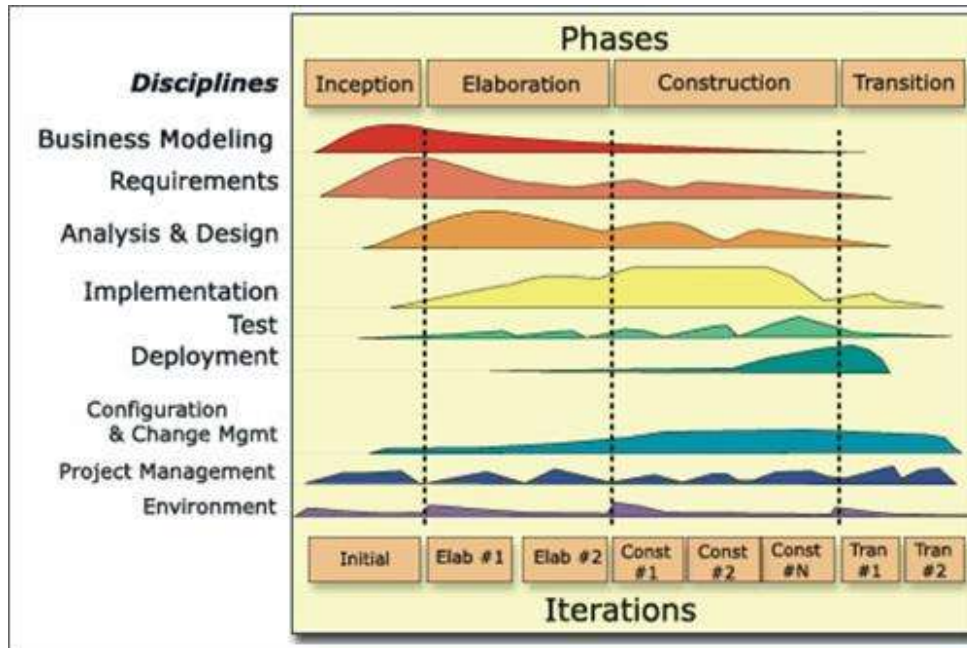 Phases
Disciplines
Inception
Elaboration
Construction
Transition
Business Modeling
Requirements
Analysis & Design
Implementation
Test
Deployment
Configuration
& Change Mgmt
Project Management
Environment
Initial
Elab #1
Elab #2
Const
#1
Const
#2
Const
#N
Tran
#1
Tran
#2
Iterations